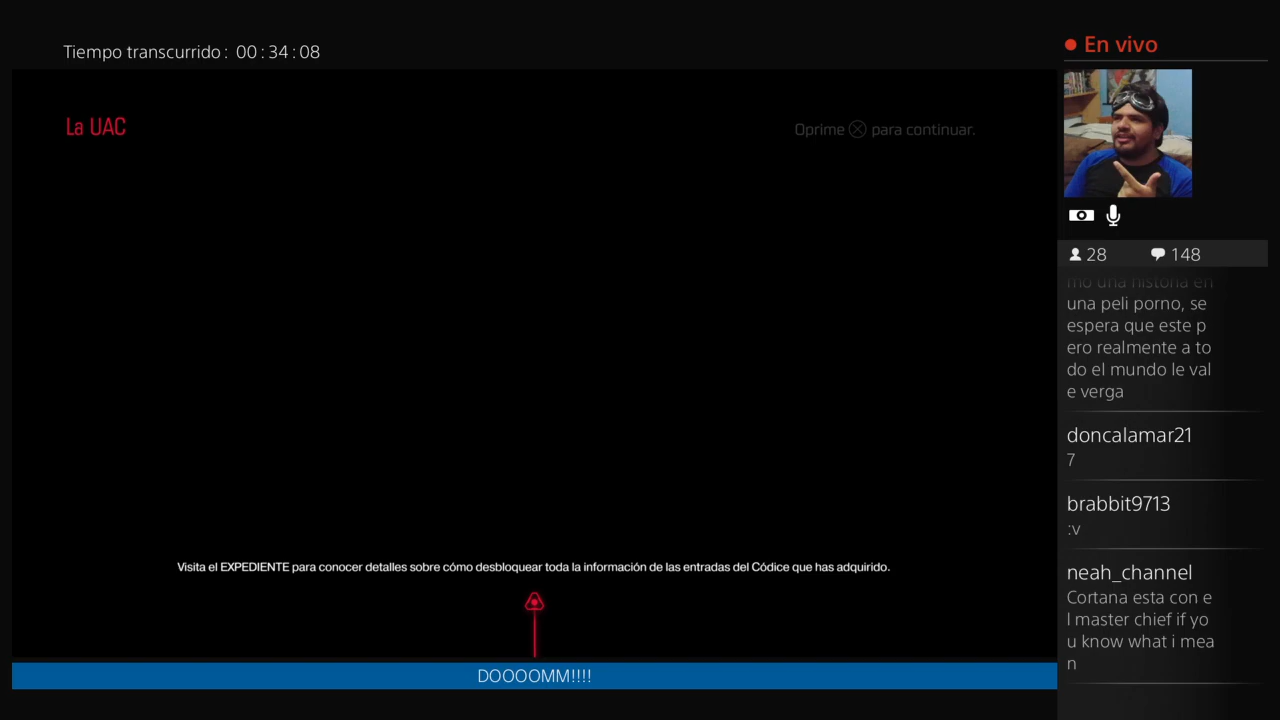 Tiempo transcurrido : 00 : 34 : 08
En vivo
La UAC
Oprime para continuar.
28 148
mo una historia en
una peli porno, se
espera que este p
ero realmente a to
do el mundo le val
e verga
doncalamar21
7
brabbit9713
:v
neah_channel
Cortana esta con e
l master chief if yo
u know what i mea
n
Visita el EXPEDIENTE para conocer detalles sobre cómo desbloquear toda la información de las entradas del Códice que has adquirido.
DOOOOMM!!!!